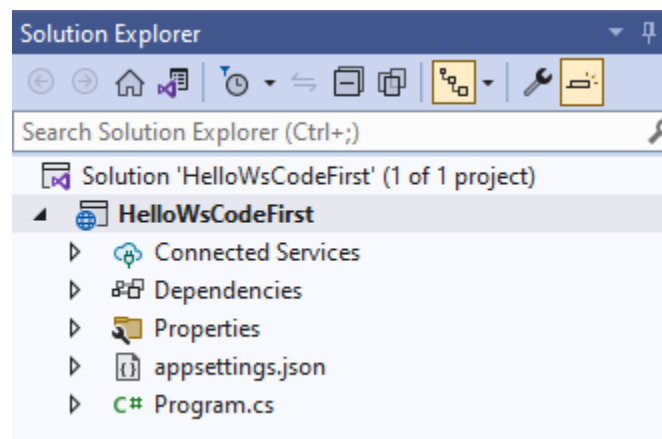 Solution Explorer
Search Solution Explorer (Ctrl+;)
Solution 'HelloWsCodeFirst' (1 of 1 project)
HelloWsCodeFirst
Connected Services
Dependencies
Properties
appsettings.json
C# Program.cs